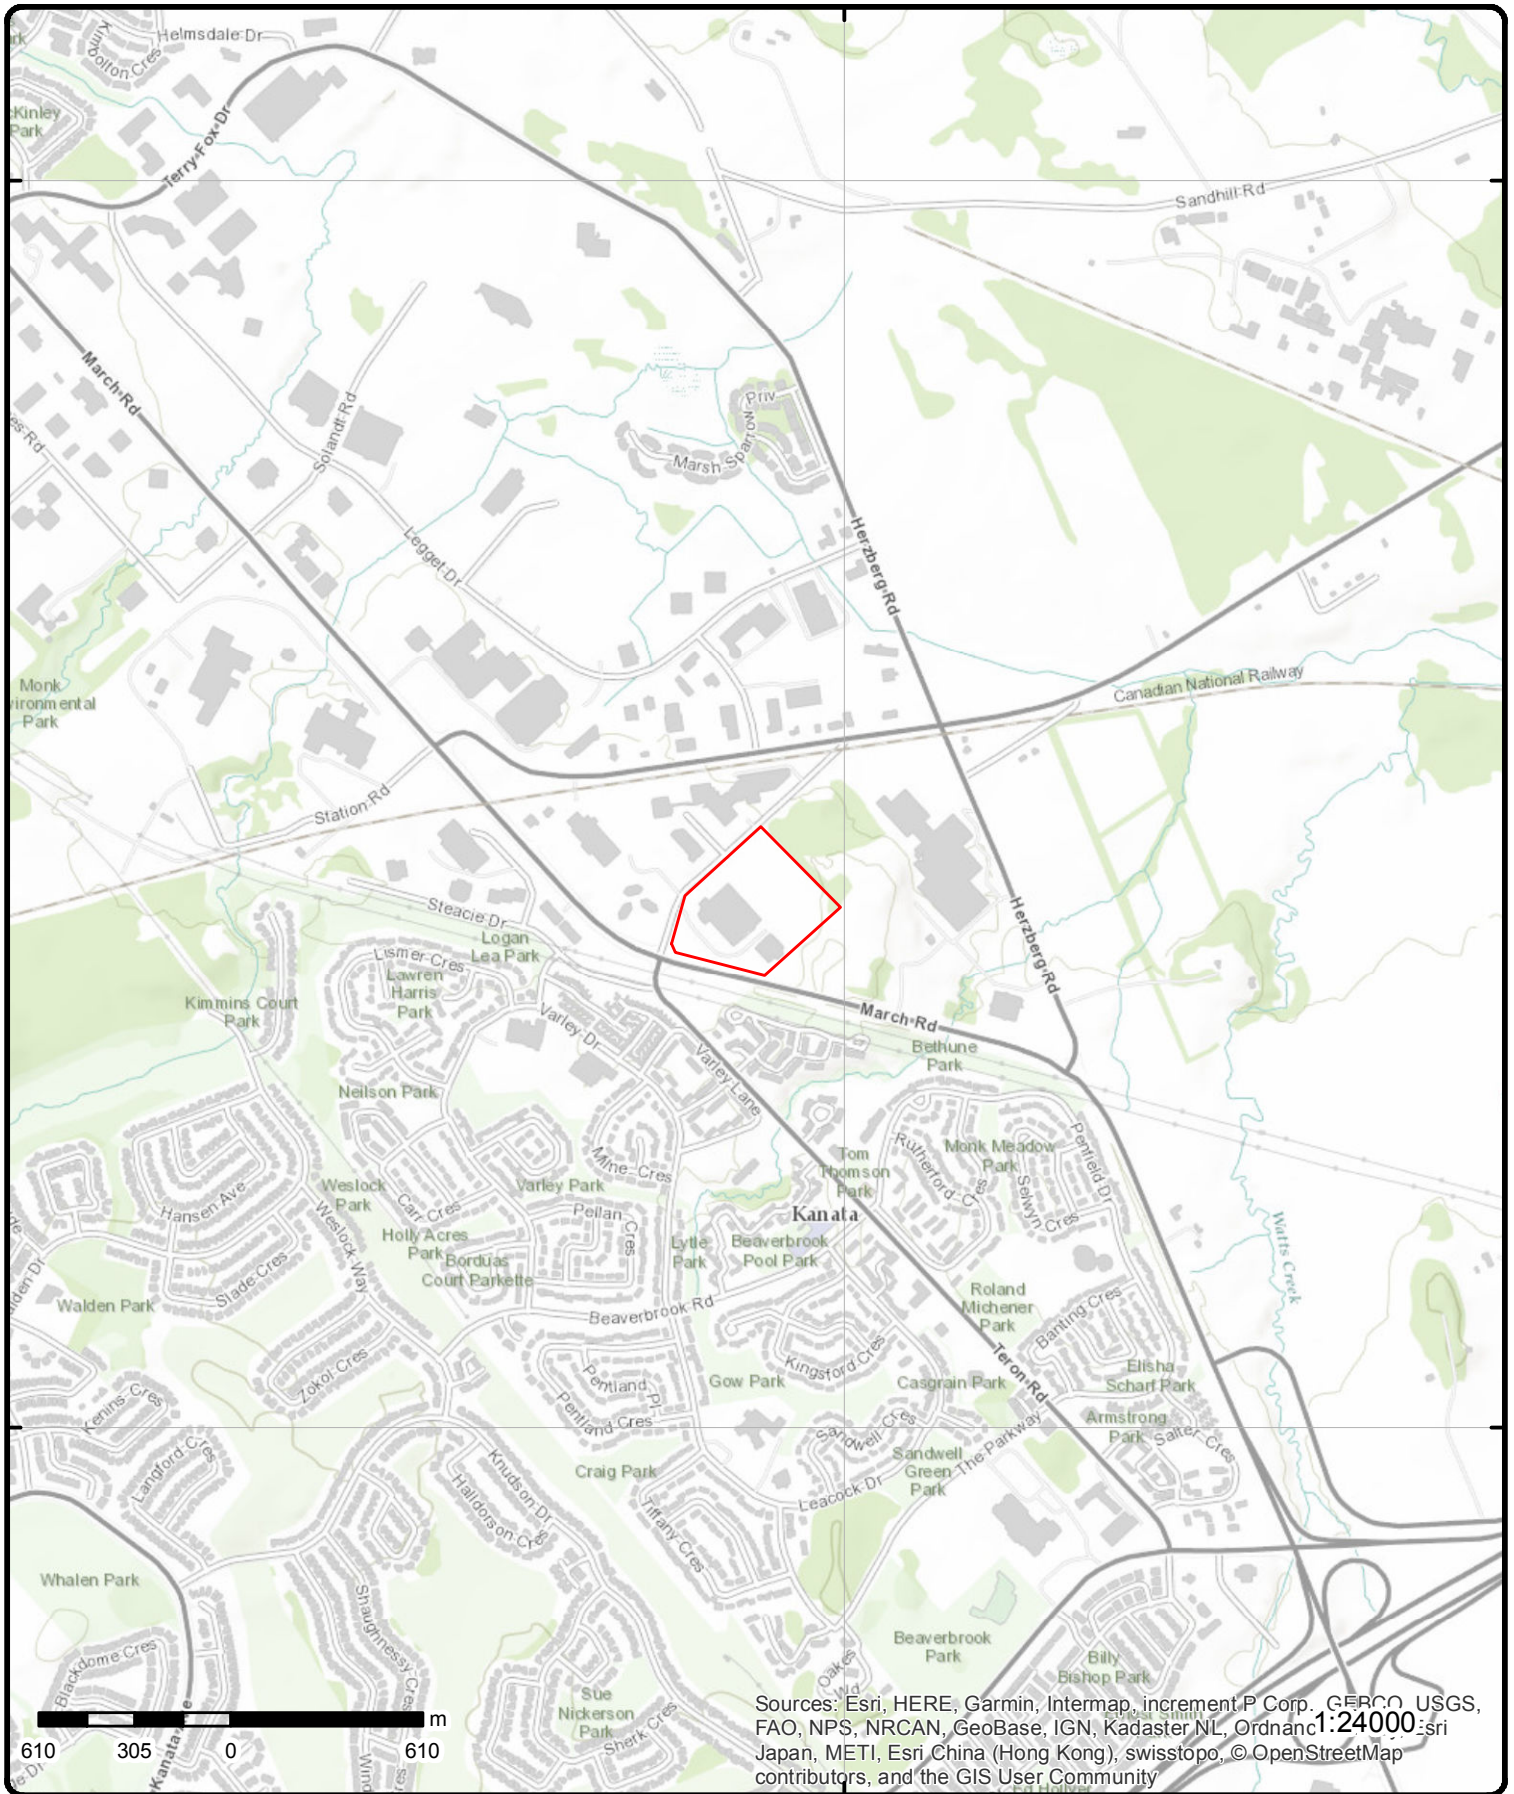 Helmsdale Dr
Terry Fox Dr
Sandhill Rd
March Rd
Solandt Rd
Priv
Marsh Sparrow
Legget Dr
Herzberg Rd
Monk
Park
Canadian National Railway
Station Rd
Steacie Dr
Logan
Lea Park
Lismer Cres
Lawren
Harris
Park
Kimmins Court
Park
Varley Dr
Herzberg Rd
March Rd
Bethune
Park
Varley Lane
Neilson Park
Mine Cres
Tom
Thomson
Park
Rutherford Cres
Monk Meadow
Park
Selwyn Cres
Penfield Dr
Kanata
Weslock
Park
Varley Park
Carr Cres
Peilan Cres
Hansen Ave
Weslock Way
Holly Acres
Park
Borduas
Court Parkette
Lytle
Park
Beaverbrook
Pool Park
Watts Creek
Slade Cres
Walden Park
Beaverbrook Rd
Roland
Michener
Park
Banting Cres
Zokol Cres
Kingsford Cres
Teron Rd
Elisha
Scharf Park
Pentland Pl
Gow Park
Casgrain Park
Kenins Cres
Pentland Cres
Sandwell Cres
The Parkway
Armstrong
Park
Salter Cres
Langford Cres
Knudson Dr
Halldorson Cres
Craig Park
Sandwell
Green
Park
Leacock Dr
Tiffany Cres
Whalen Park
Shaughnessy Cres
Beaverbrook
Park
Billy
Bishop Park
Blackdome Cres
Sue
Nickerson
Park
Sherk Cres
m
610 305 0 610
Sources: Esri, HERE, Garmin, Intermap, increment P Corp., GEBCO, USGS,
FAO, NPS, NRCAN, GeoBase, IGN, Kadaster NL, Ordnanc
1:24000
Esri
Japan, METI, Esri China (Hong Kong), swisstopo, © OpenStreetMap
contributors, and the GIS User Community